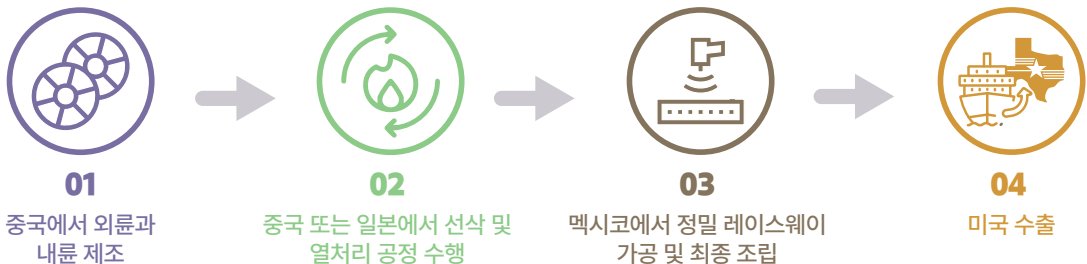 01
중국에서 외륜과
내륜 제조
02
중국 또는 일본에서 선삭 및
열처리 공정 수행
03
멕시코에서 정밀 레이스웨이
가공 및 최종 조립
04
미국 수출